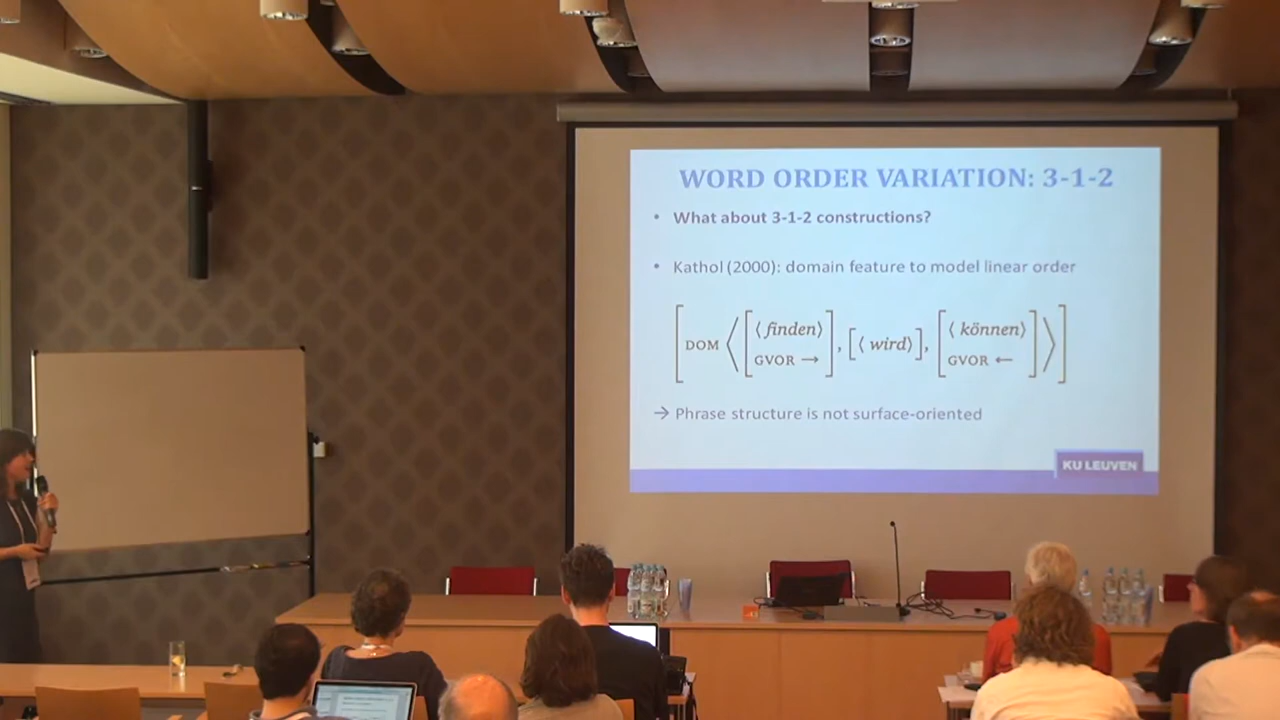 WORD ORDER VARIATION: 3-1-2
• What about 3-1-2 constructions?
• Kathol (2000): domain feature to model linear order
[DOM ⟨[⟨finden⟩ GVOR →], [⟨wird⟩], [⟨können⟩ GVOR ←]⟩]
→ Phrase structure is not surface-oriented
KU LEUVEN